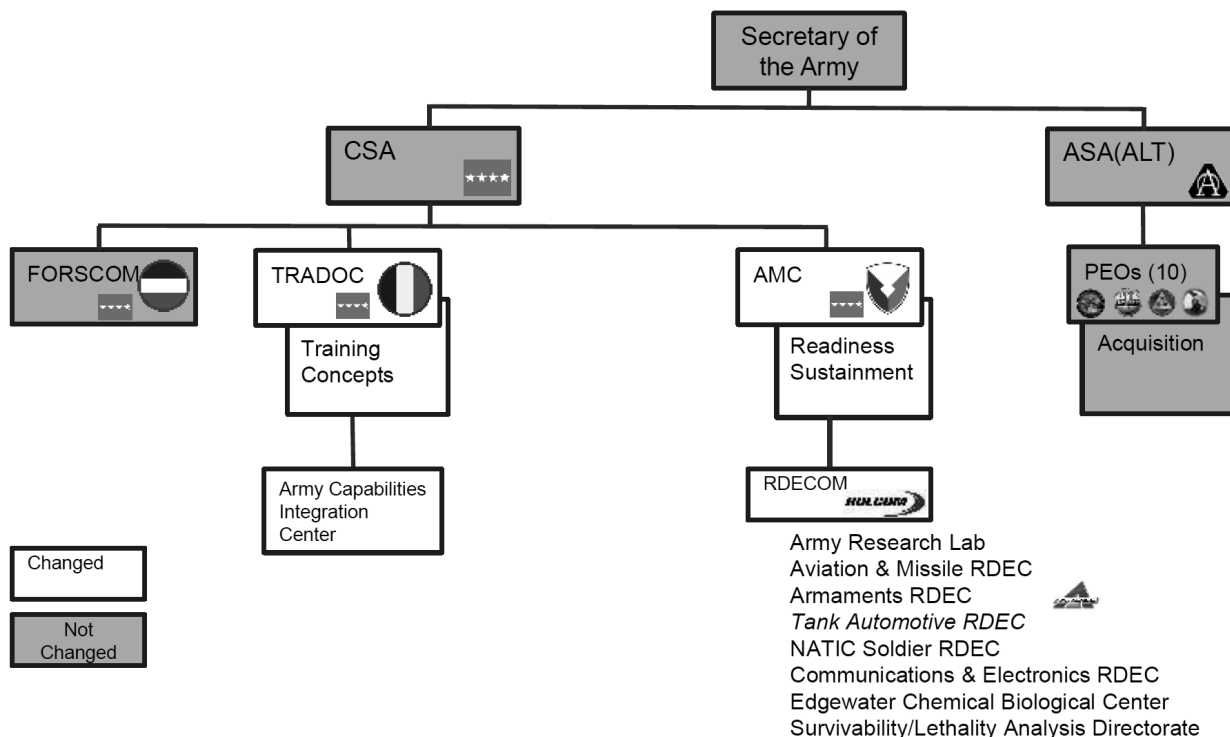 Secretary of
the Army
CSA
ASA(ALT)
FORSCOM
TRADOC
AMC
PEOs (10)
Training
Concepts
Readiness
Sustainment
Acquisition
Army Capabilities
Integration
Center
RDECOM
Army Research Lab
Aviation & Missile RDEC
Armaments RDEC
Tank Automotive RDEC
NATIC Soldier RDEC
Communications & Electronics RDEC
Edgewater Chemical Biological Center
Survivability/Lethality Analysis Directorate
Changed
Not
Changed